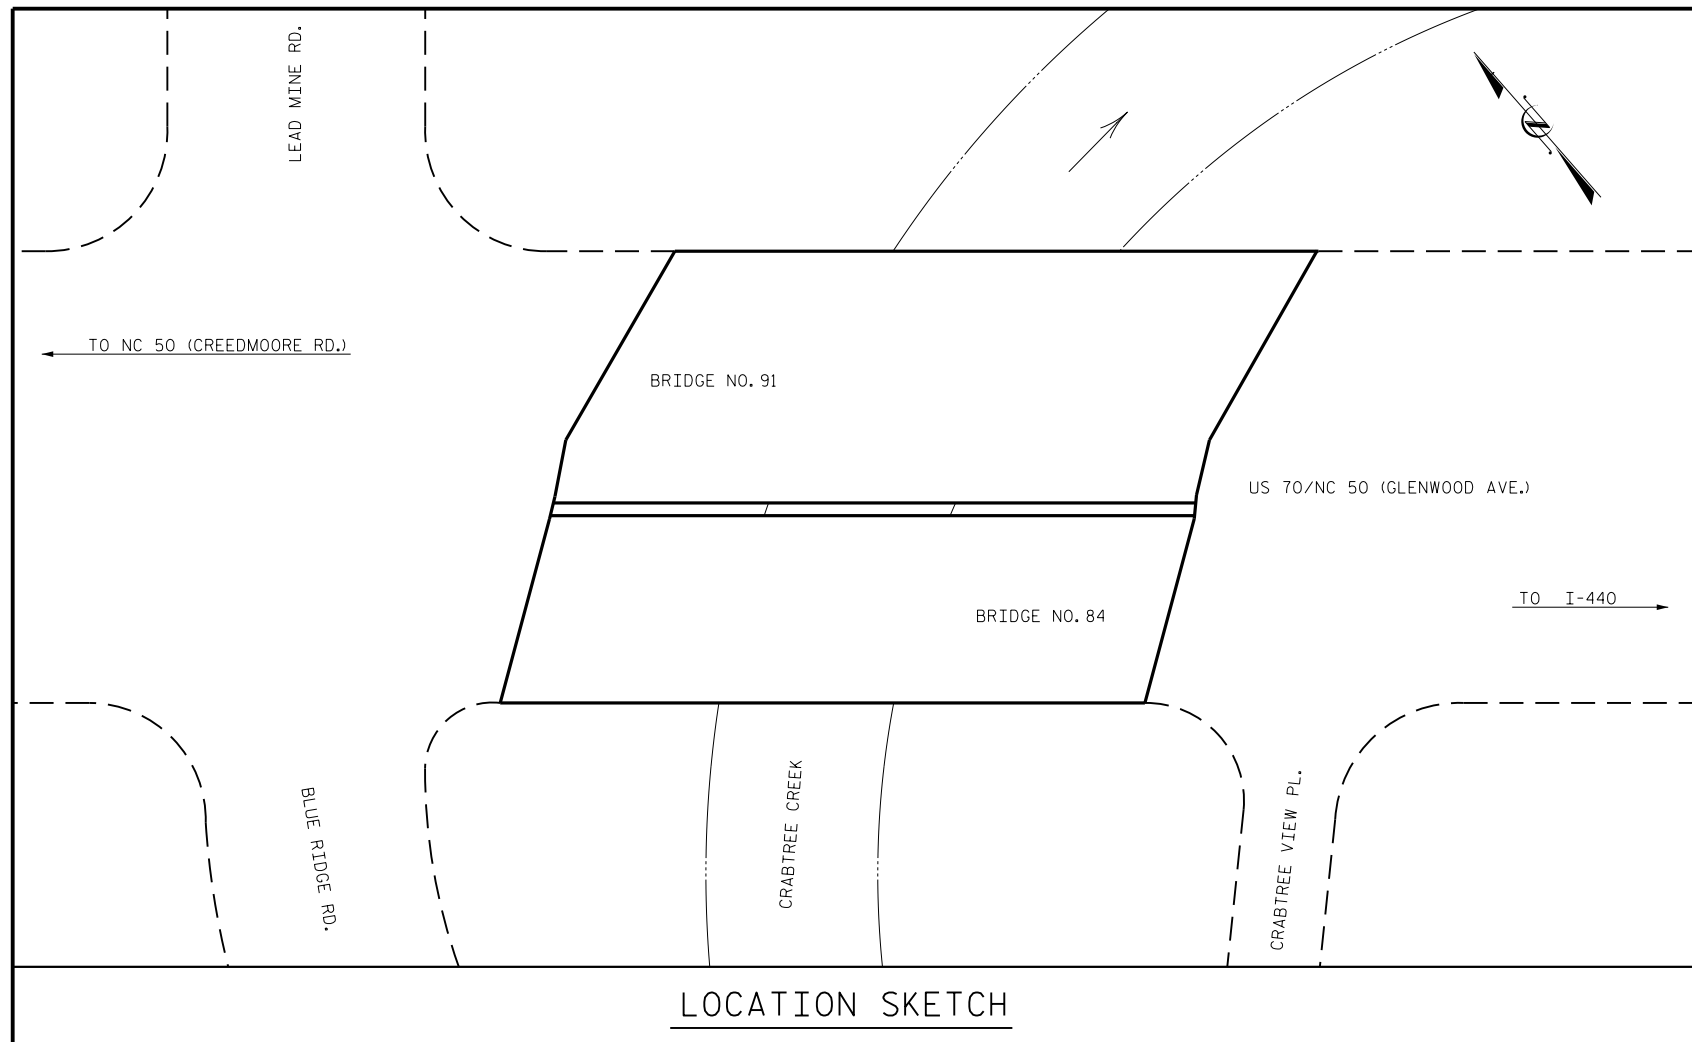 LEAD MINE RD.
N
TO NC 50 (CREEDMOORE RD.)
BRIDGE NO. 91
US 70/NC 50 (GLENWOOD AVE.)
TO I-440
BRIDGE NO. 84
BLUE RIDGE RD.
CRABTREE CREEK
CRABTREE VIEW PL.
LOCATION SKETCH